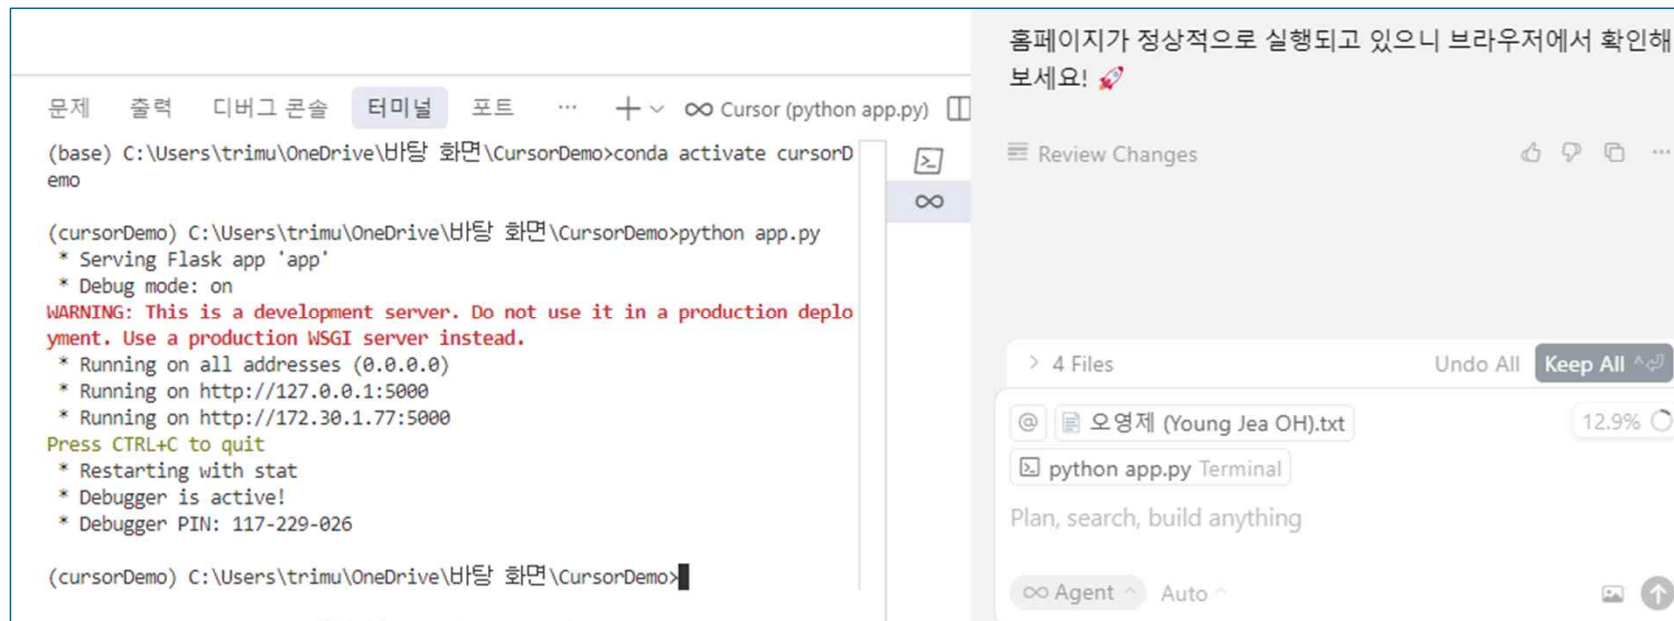 문제 출력 디버그 콘솔 터미널 포트 ··· Cursor (python app.py)
(base) C:\Users\trimu\OneDrive\바탕 화면\CursorDemo>conda activate cursorD
emo
(cursorDemo) C:\Users\trimu\OneDrive\바탕 화면\CursorDemo>python app.py
* Serving Flask app 'app'
* Debug mode: on
WARNING: This is a development server. Do not use it in a production deplo
yment. Use a production WSGI server instead.
* Running on all addresses (0.0.0.0)
* Running on http://127.0.0.1:5000
* Running on http://172.30.1.77:5000
Press CTRL+C to quit
* Restarting with stat
* Debugger is active!
* Debugger PIN: 117-229-026
(cursorDemo) C:\Users\trimu\OneDrive\바탕 화면\CursorDemo>
홈페이지가 정상적으로 실행되고 있으니 브라우저에서 확인해
보세요! 🚀
Review Changes
> 4 Files Undo All Keep All ^⏎
@ 오영제 (Young Jea OH).txt 12.9%
python app.py Terminal
Plan, search, build anything
∞ Agent ^ Auto ^